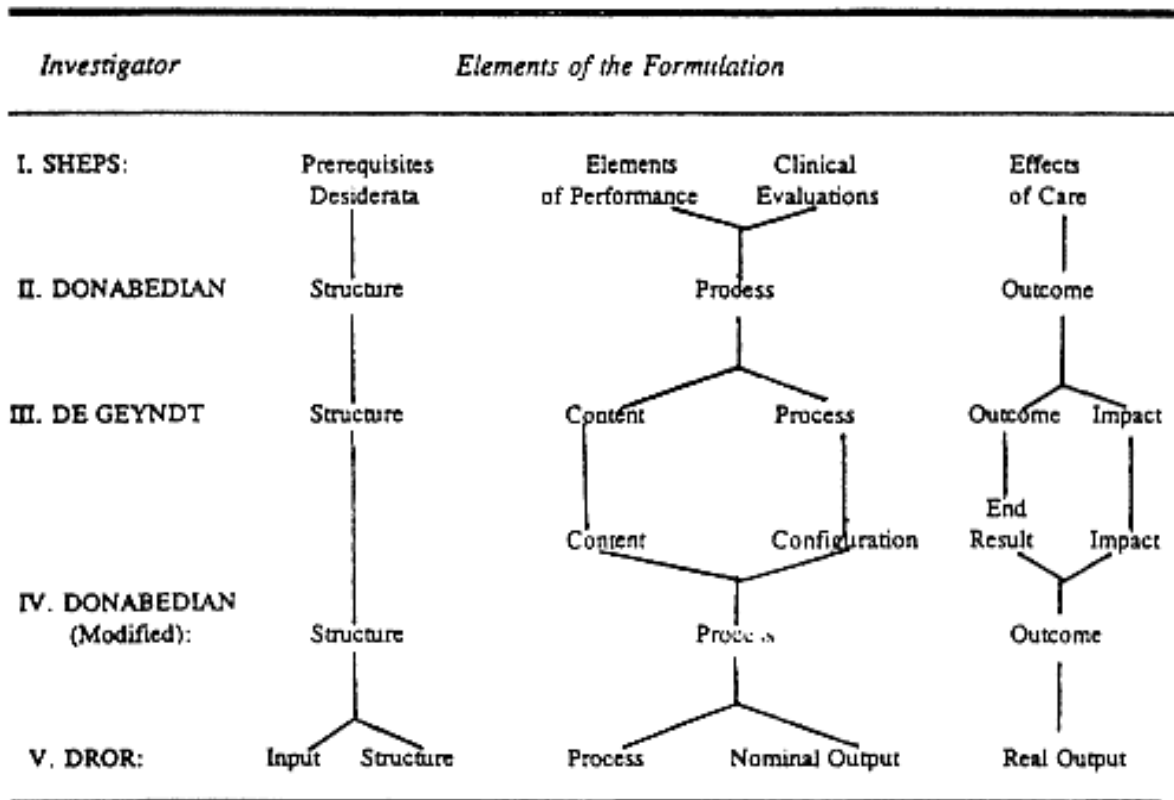 Investigator Elements of the Formulation
I. SHEPS: Prerequisites Elements Clinical Effects
Desiderata of Performance Evaluations of Care
II. DONABEDIAN Structure Process Outcome
III. DE GEYNDT Structure Content Process Outcome Impact
End
Content Configuration Result Impact
IV. DONABEDIAN
(Modified): Structure Process Outcome
V. DROR: Input Structure Process Nominal Output Real Output